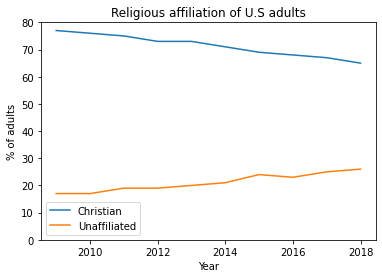 Religious affiliation of U.S adults
80
70
60
50
40
30
20
10
0
% of adults
Christian
Unaffiliated
2010 2012 2014 2016 2018
Year